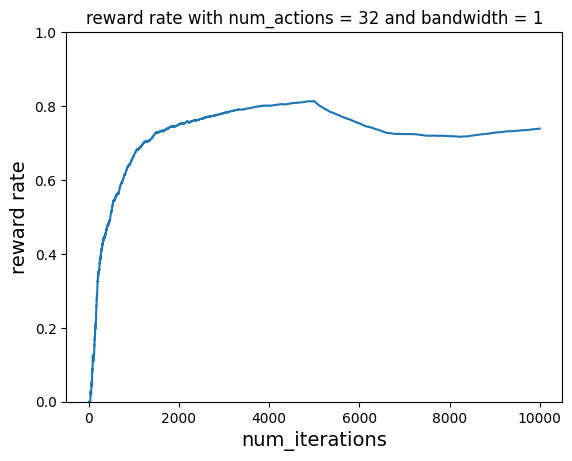 reward rate with num_actions = 32 and bandwidth = 1
1.0
0.8
0.6
0.4
0.2
0.0
reward rate
0 2000 4000 6000 8000 10000
num_iterations